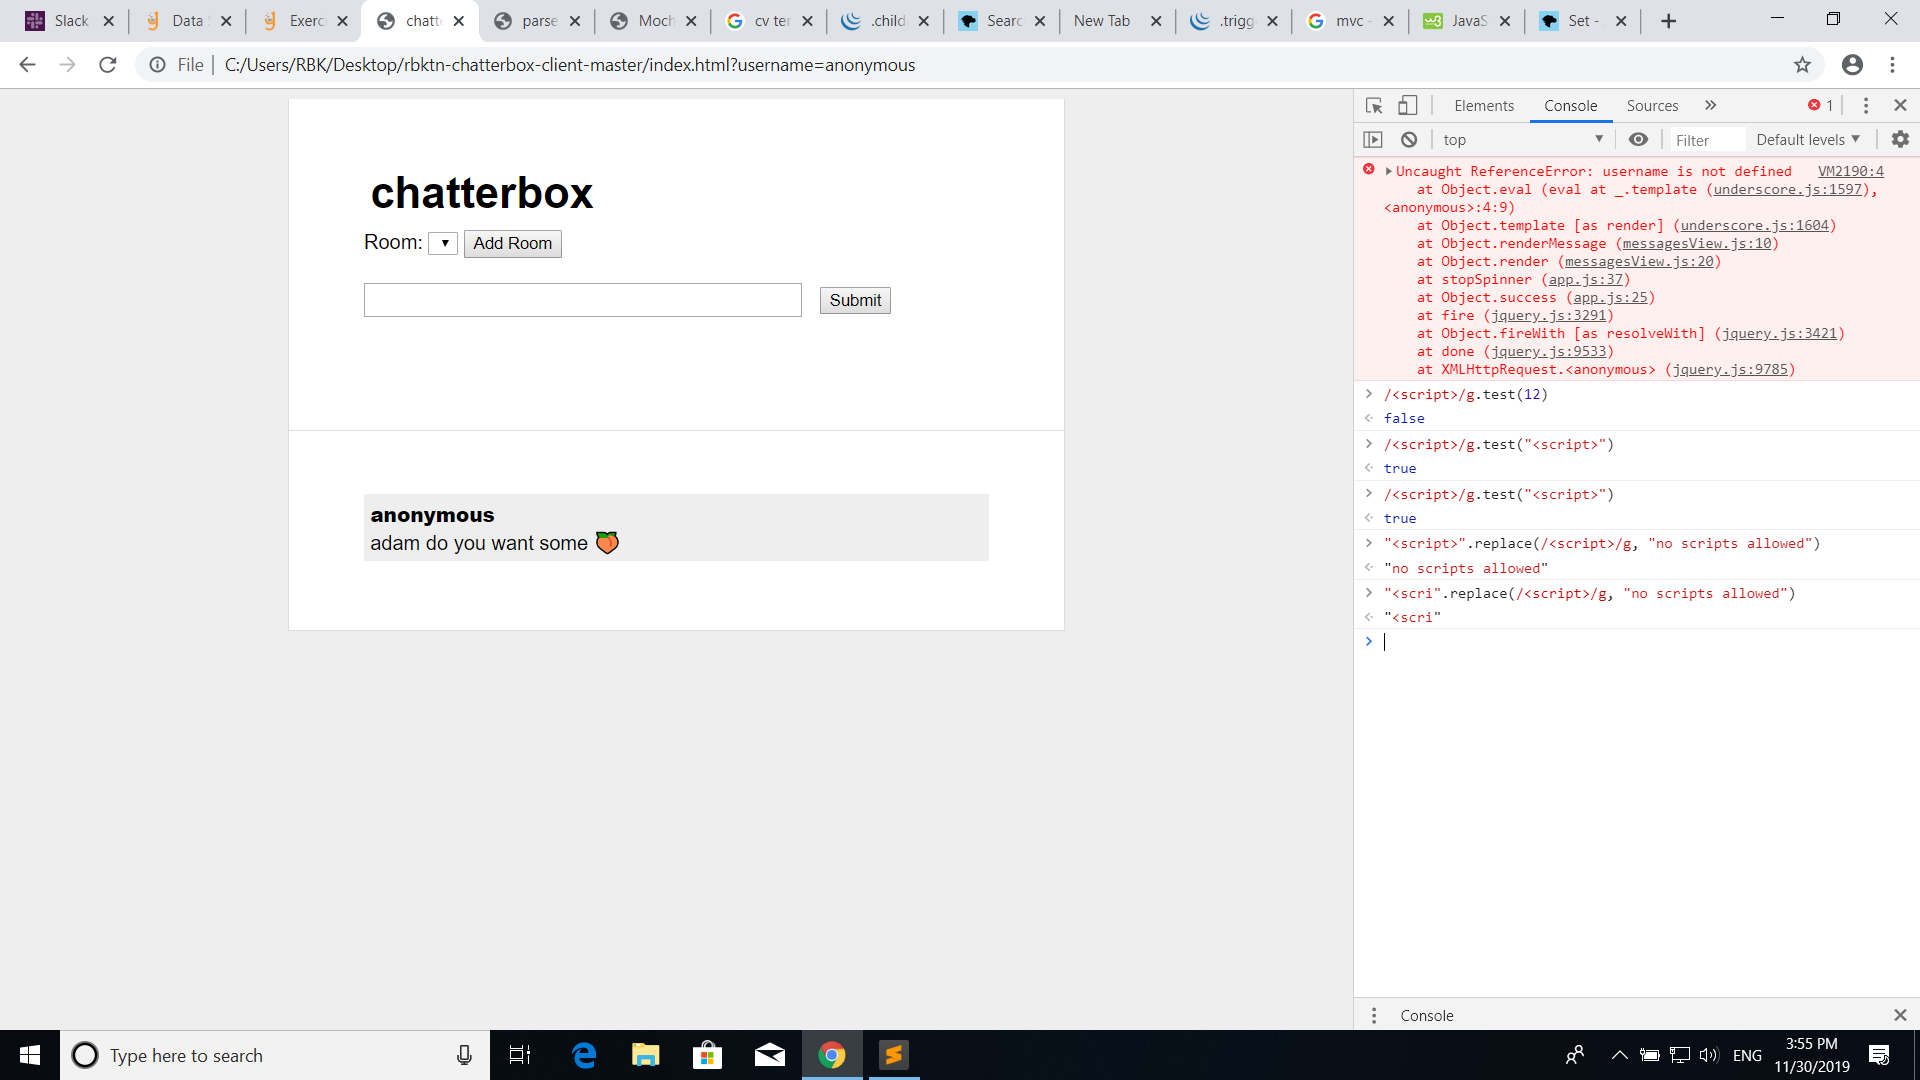 Slack
Data
Exerci
chatte
parse
Moch
cv ter
.child
Searc
New Tab
.trigg
mvc -
JavaS
Set -
File
C:/Users/RBK/Desktop/rbktn-chatterbox-client-master/index.html?username=anonymous
chatterbox
Room: Add Room
Submit
anonymous
adam do you want some 🍑
Elements Console Sources » 1
top Filter Default levels
Uncaught ReferenceError: username is not defined VM2190:4
at Object.eval (eval at _.template (underscore.js:1597),
<anonymous>:4:9)
at Object.template [as render] (underscore.js:1604)
at Object.renderMessage (messagesView.js:10)
at Object.render (messagesView.js:20)
at stopSpinner (app.js:37)
at Object.success (app.js:25)
at fire (jquery.js:3291)
at Object.fireWith [as resolveWith] (jquery.js:3421)
at done (jquery.js:9533)
at XMLHttpRequest.<anonymous> (jquery.js:9785)
/<script>/g.test(12)
false
/<script>/g.test("<script>")
true
/<script>/g.test("<script>")
true
"<script>".replace(/<script>/g, "no scripts allowed")
"no scripts allowed"
"<scri".replace(/<script>/g, "no scripts allowed")
"<scri"
Console
Type here to search
ENG
3:55 PM
11/30/2019